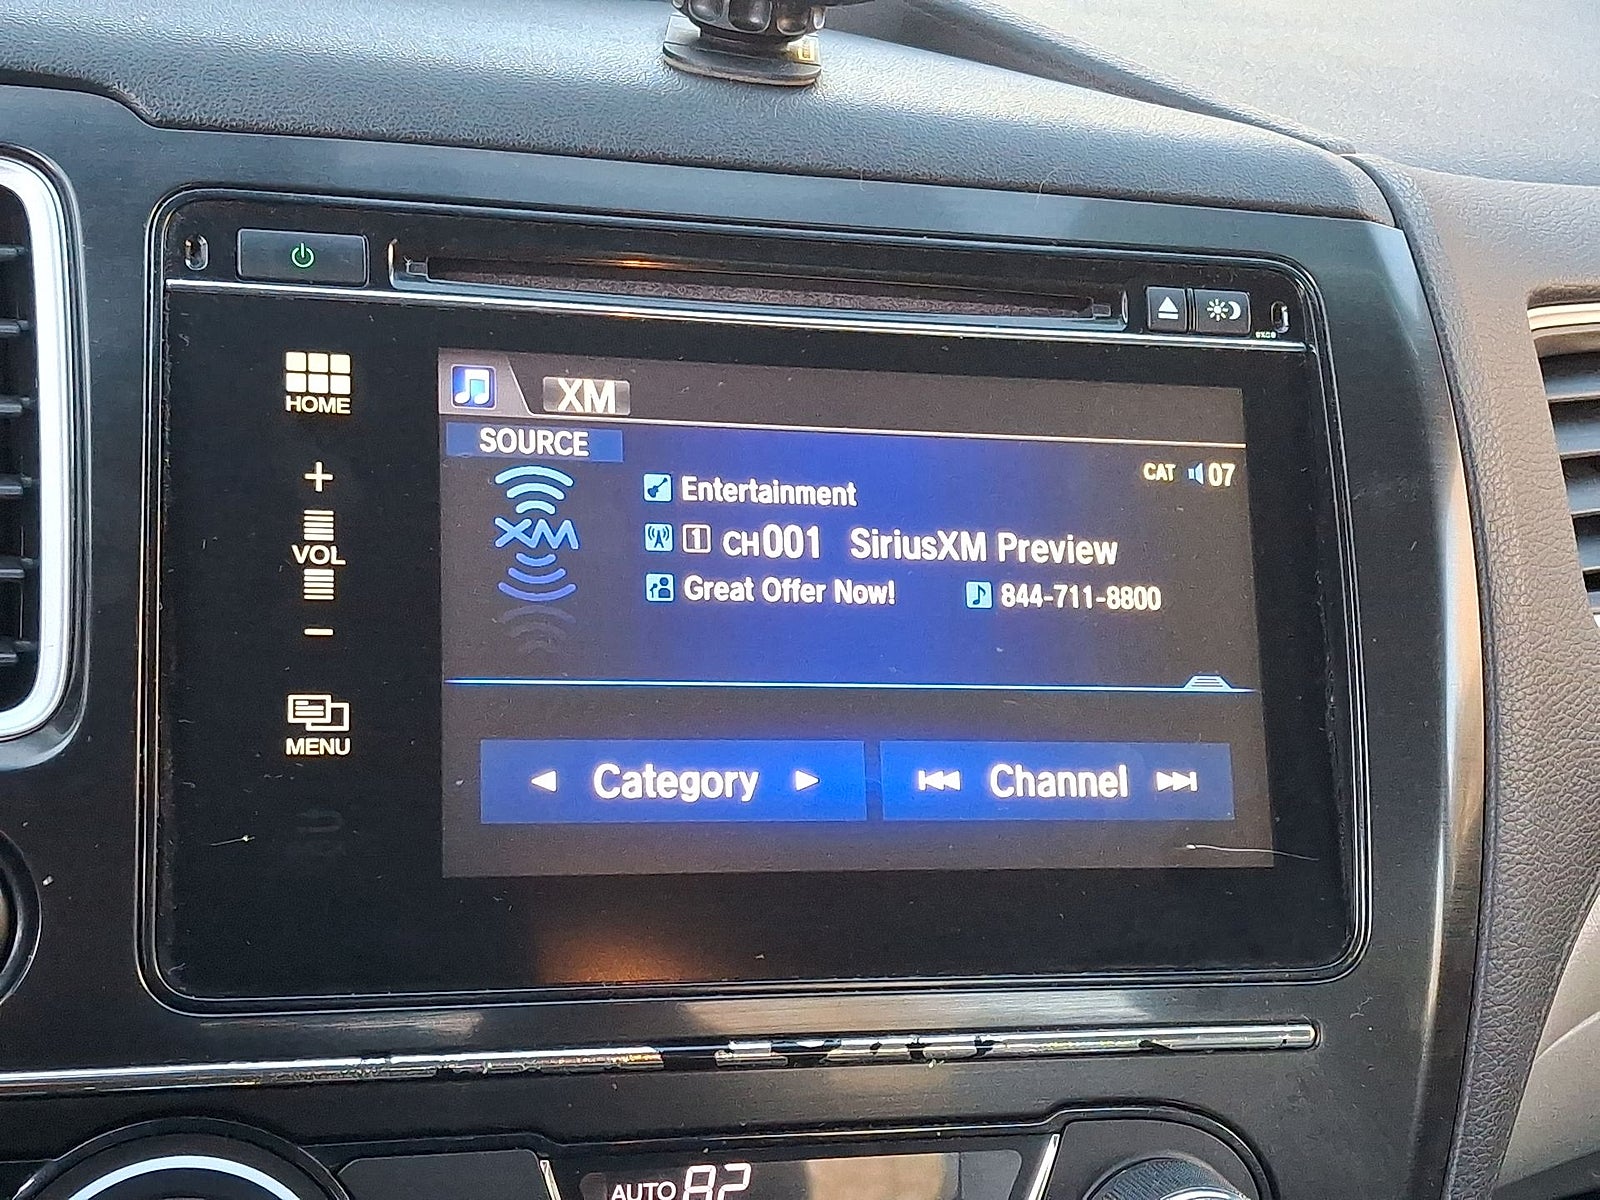 HOME
VOL
MENU
XM
SOURCE
CAT 07
XM
Entertainment
1 CH001 SiriusXM Preview
Great Offer Now! 844-711-8800
Category
Channel
AUTO 82